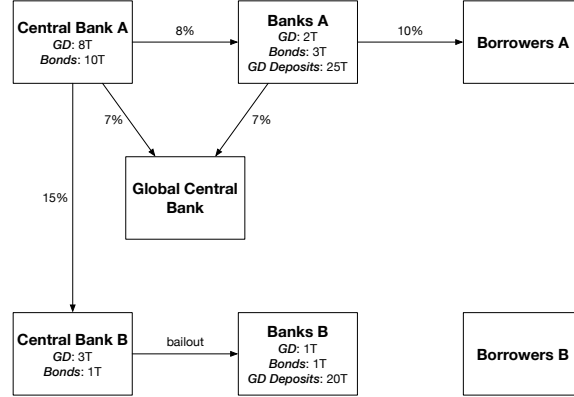 Central Bank A
GD: 8T
Bonds: 10T
8%
Banks A
GD: 2T
Bonds: 3T
GD Deposits: 25T
10%
Borrowers A
7%
7%
Global Central
Bank
15%
Central Bank B
GD: 3T
Bonds: 1T
bailout
Banks B
GD: 1T
Bonds: 1T
GD Deposits: 20T
Borrowers B